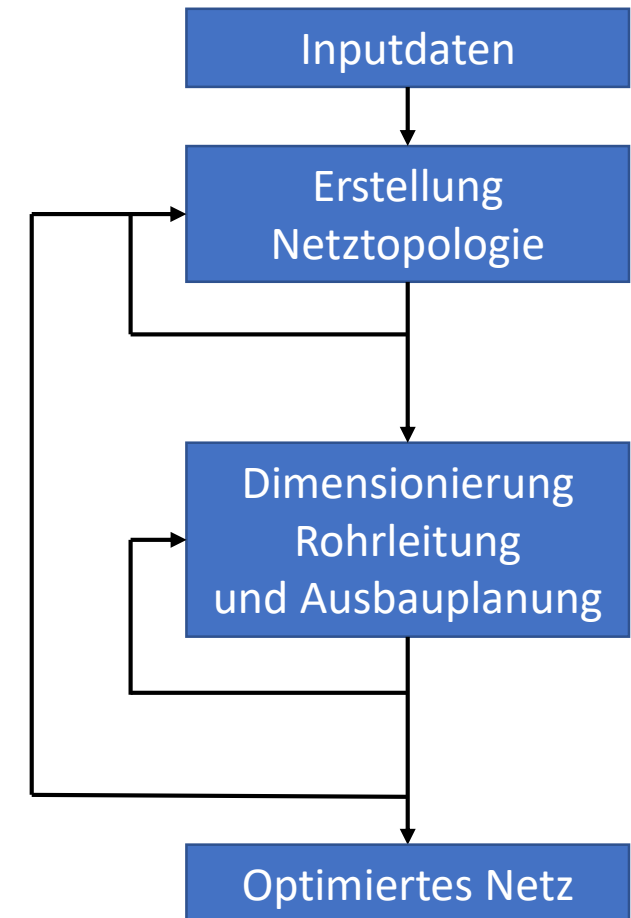 Inputdaten
Erstellung
Netztopologie
Dimensionierung
Rohrleitung
und Ausbauplanung
Optimiertes Netz